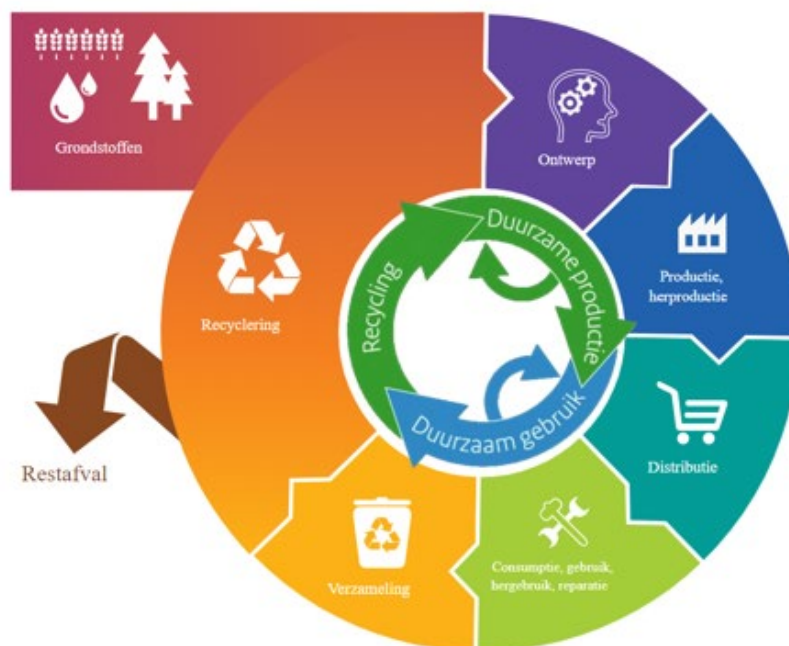 Grondstoffen
Ontwerp
Productie,
herproductie
Distributie
Consumptie, gebruik,
hergebruik, reparatie
Verzameling
Recyclering
Restafval
Recycling
Duurzame productie
Duurzaam gebruik